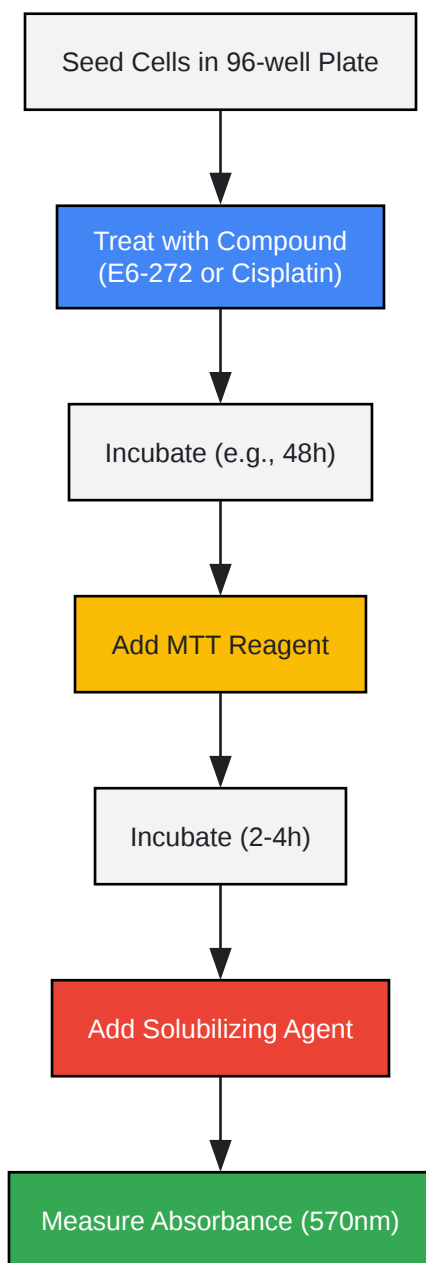 Seed Cells in 96-well Plate
Treat with Compound
(E6-272 or Cisplatin)
Incubate (e.g., 48h)
Add MTT Reagent
Incubate (2-4h)
Add Solubilizing Agent
Measure Absorbance (570nm)